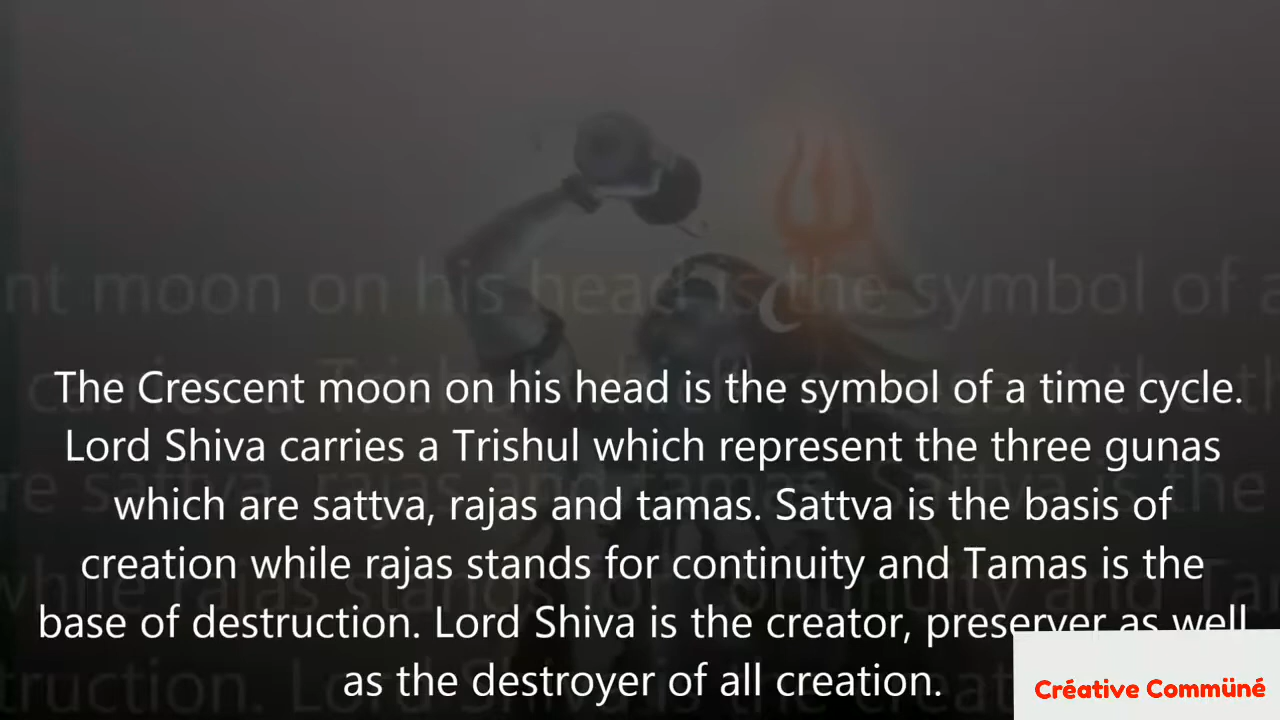 The Crescent moon on his head is the symbol of a time cycle.
Lord Shiva carries a Trishul which represent the three gunas
which are sattva, rajas and tamas. Sattva is the basis of
creation while rajas stands for continuity and Tamas is the
base of destruction. Lord Shiva is the creator, preserver as well
as the destroyer of all creation.
Créative Commüné